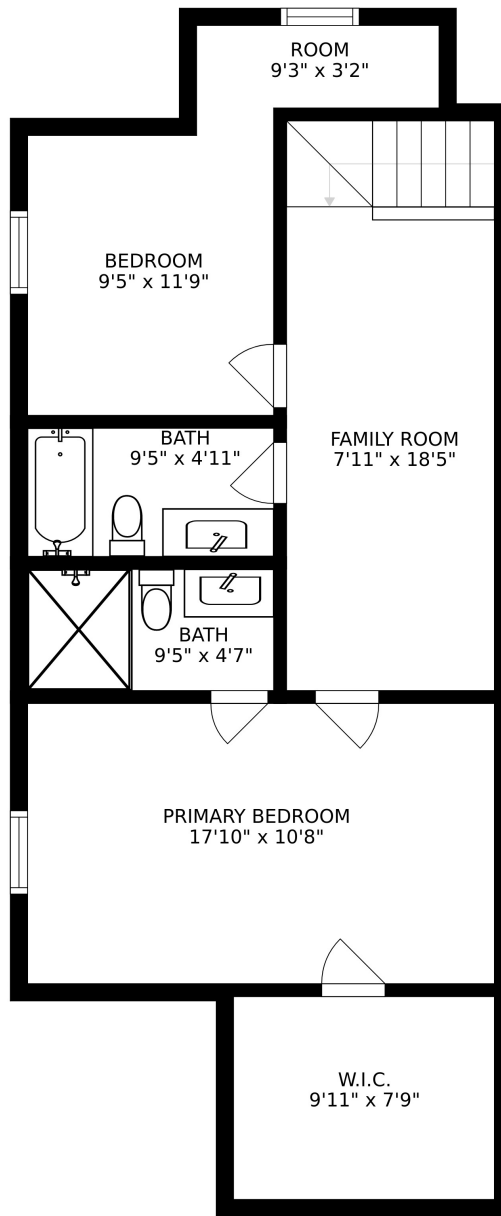 ROOM
9'3" x 3'2"
BEDROOM
9'5" x 11'9"
BATH
9'5" x 4'11"
FAMILY ROOM
7'11" x 18'5"
BATH
9'5" x 4'7"
PRIMARY BEDROOM
17'10" x 10'8"
W.I.C.
9'11" x 7'9"